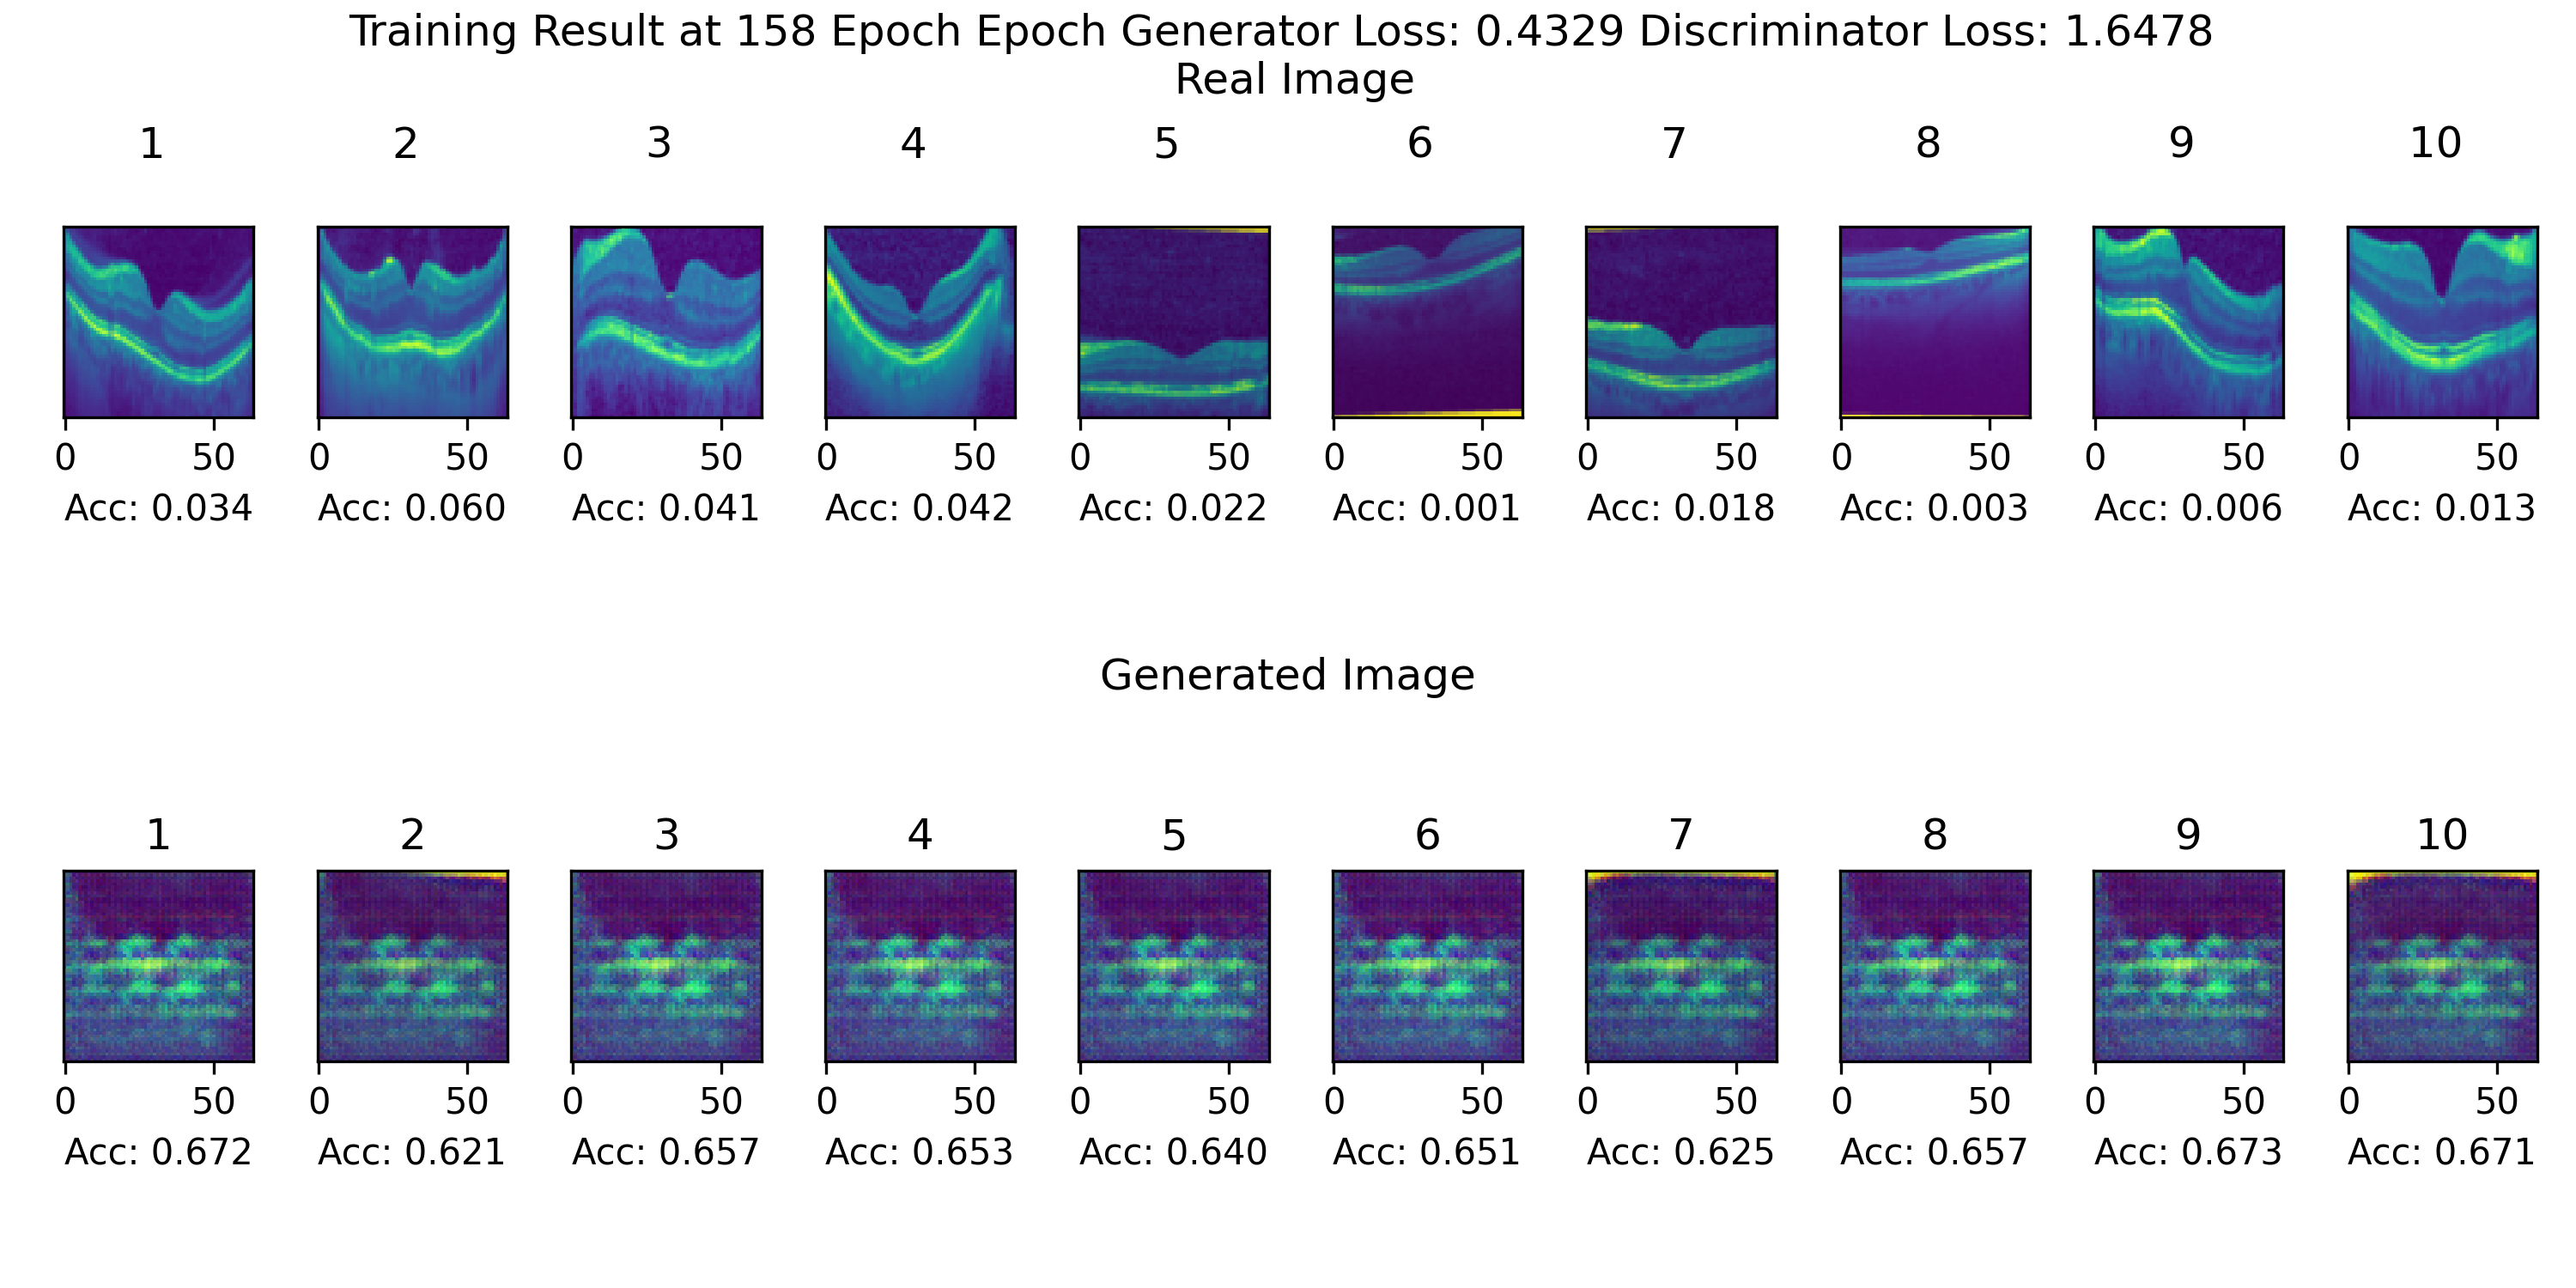 Training Result at 158 Epoch Epoch Generator Loss: 0.4329 Discriminator Loss: 1.6478
Real Image
1 2 3 4 5 6 7 8 9 10
0 50 0 50 0 50 0 50 0 50 0 50 0 50 0 50 0 50 0 50
Acc: 0.034 Acc: 0.060 Acc: 0.041 Acc: 0.042 Acc: 0.022 Acc: 0.001 Acc: 0.018 Acc: 0.003 Acc: 0.006 Acc: 0.013
Generated Image
1 2 3 4 5 6 7 8 9 10
0 50 0 50 0 50 0 50 0 50 0 50 0 50 0 50 0 50 0 50
Acc: 0.672 Acc: 0.621 Acc: 0.657 Acc: 0.653 Acc: 0.640 Acc: 0.651 Acc: 0.625 Acc: 0.657 Acc: 0.673 Acc: 0.671